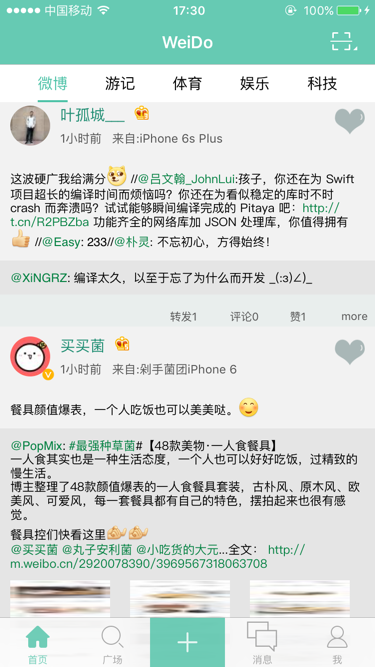 中国移动 17:30 100%
WeiDo
微博 游记 体育 娱乐 科技
叶孤城___
1小时前 来自:iPhone 6s Plus
这波硬广我给满分 //@吕文翰_JohnLui:孩子，你还在为 Swift
项目超长的编译时间而烦恼吗？你还在为看似稳定的库时不时
crash 而奔溃吗？试试能够瞬间编译完成的 Pitaya 吧：http://
t.cn/R2PBZba 功能齐全的网络库加 JSON 处理库，你值得拥有
//@Easy: 233//@朴灵: 不忘初心，方得始终！
@XiNGRZ: 编过太久，以至于忘了为什么而开发 _(:з)∠)_
转发1 评论0 赞1 more
买买菌
1小时前 来自:剁手菌团iPhone 6
餐具颜值爆表，一个人吃饭也可以美美哒。
@PopMix: #最强种草菌#【48款美物·一人食餐具】
一人食其实也是一种生活态度，一个人也可以好好吃饭，过精致的
慢生活。
博主整理了48款颜值爆表的一人食餐具套装，古朴风、原木风、欧
美风、可爱风，每一套餐具都有自己的特色，摆拍起来也很有感
觉。
餐具控们快看这里
@买买菌 @丸子安利菌 @小吃货的大元...全文： http://
m.weibo.cn/2920078390/3969567318063708
首页 广场 消息 我